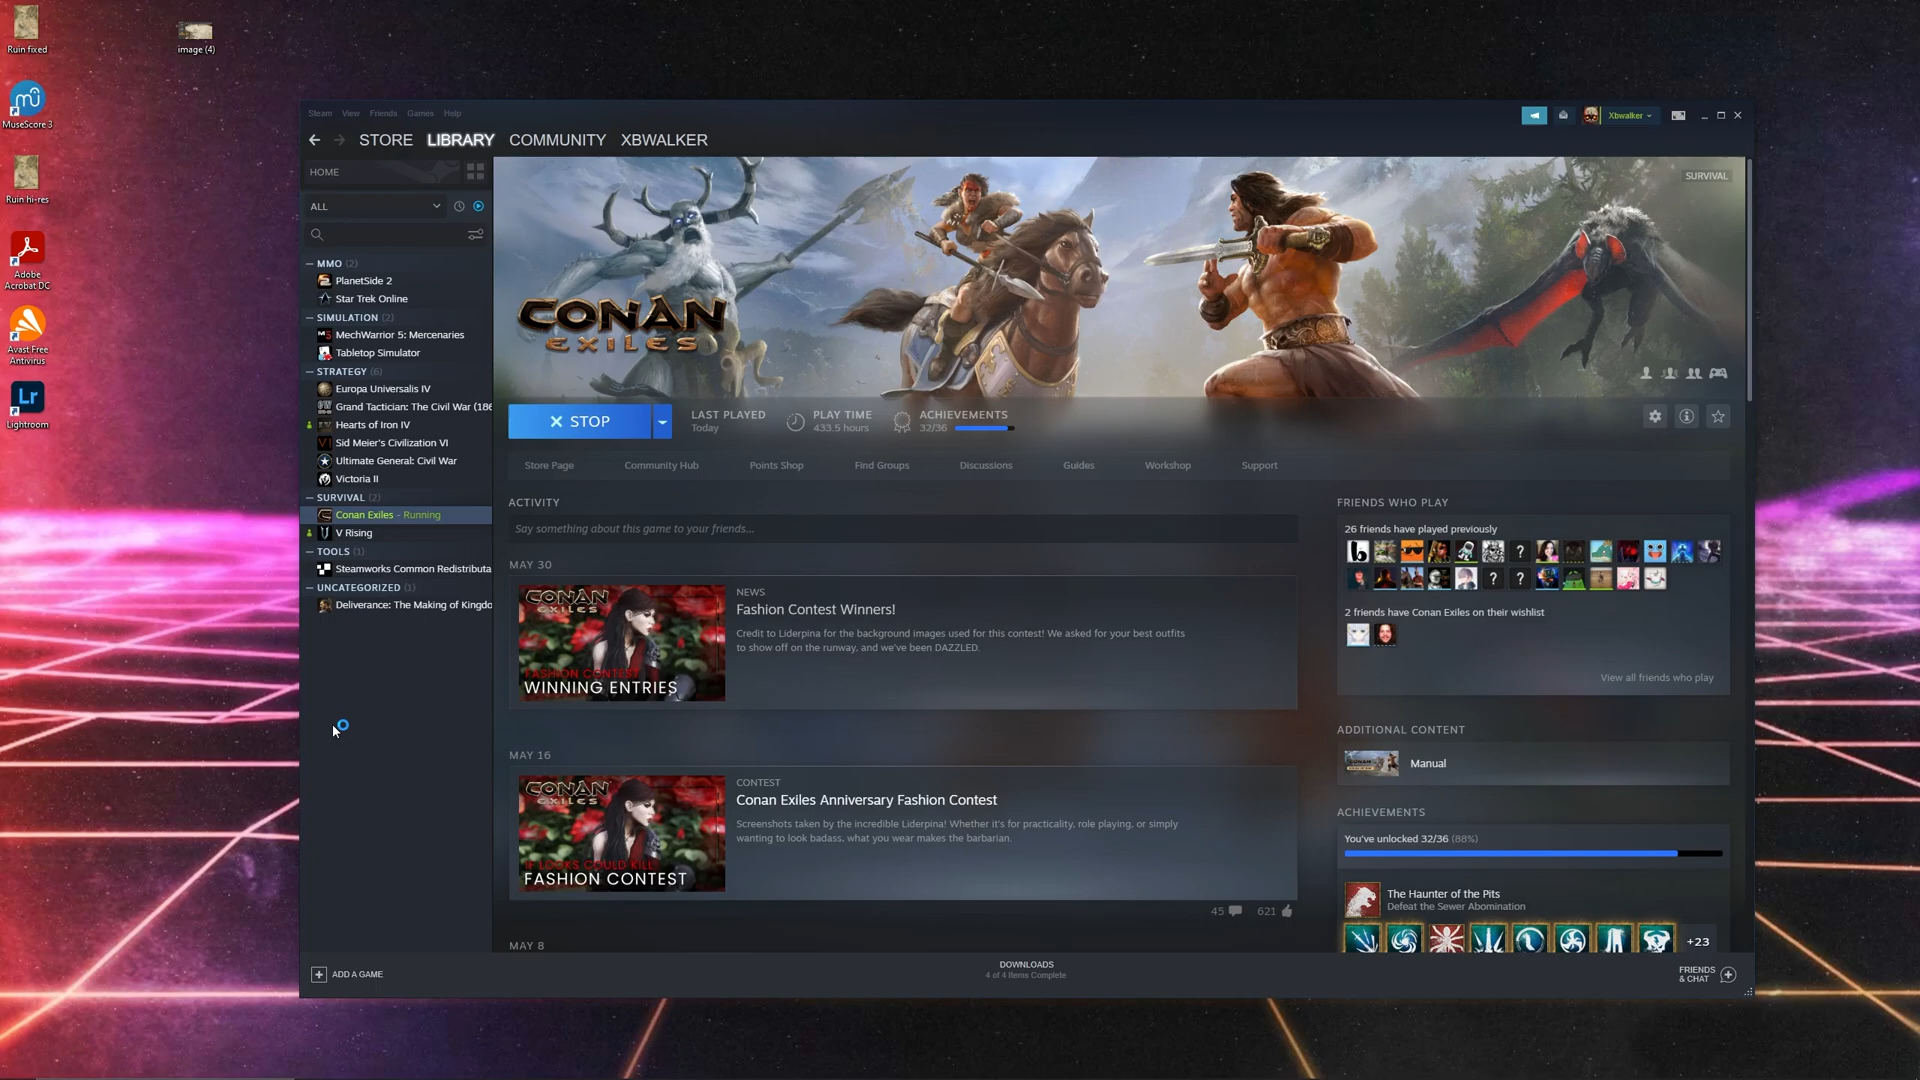 Ruin fixed
image (4)
MuseScore 3
Ruin hi-res
Adobe
Acrobat DC
Avast Free
Antivirus
Lr
Lightroom
Steam View Friends Games Help
Xbwalker
STORE LIBRARY COMMUNITY XBWALKER
HOME
ALL
MMO (2)
PlanetSide 2
Star Trek Online
SIMULATION (2)
MechWarrior 5: Mercenaries
Tabletop Simulator
STRATEGY (6)
Europa Universalis IV
Grand Tactician: The Civil War (186
Hearts of Iron IV
Sid Meier's Civilization VI
Ultimate General: Civil War
Victoria II
SURVIVAL (2)
Conan Exiles - Running
V Rising
TOOLS (1)
Steamworks Common Redistributa
UNCATEGORIZED (1)
Deliverance: The Making of Kingdo
ADD A GAME
SURVIVAL
CONAN
EXILES
STOP
LAST PLAYED
Today
PLAY TIME
433.5 hours
ACHIEVEMENTS
32/36
Store Page Community Hub Points Shop Find Groups Discussions Guides Workshop Support
ACTIVITY
Say something about this game to your friends...
MAY 30
CONAN
EXILES
FASHION CONTEST
WINNING ENTRIES
NEWS
Fashion Contest Winners!
Credit to Liderpina for the background images used for this contest! We asked for your best outfits
to show off on the runway, and we've been DAZZLED.
MAY 16
CONAN
EXILES
IF LOOKS COULD KILL:
FASHION CONTEST
CONTEST
Conan Exiles Anniversary Fashion Contest
Screenshots taken by the incredible Liderpina! Whether it's for practicality, role playing, or simply
wanting to look badass, what you wear makes the barbarian.
45 621
MAY 8
FRIENDS WHO PLAY
26 friends have played previously
2 friends have Conan Exiles on their wishlist
View all friends who play
ADDITIONAL CONTENT
Manual
ACHIEVEMENTS
You've unlocked 32/36 (88%)
The Haunter of the Pits
Defeat the Sewer Abomination
+23
DOWNLOADS
4 of 4 Items Complete
FRIENDS
& CHAT